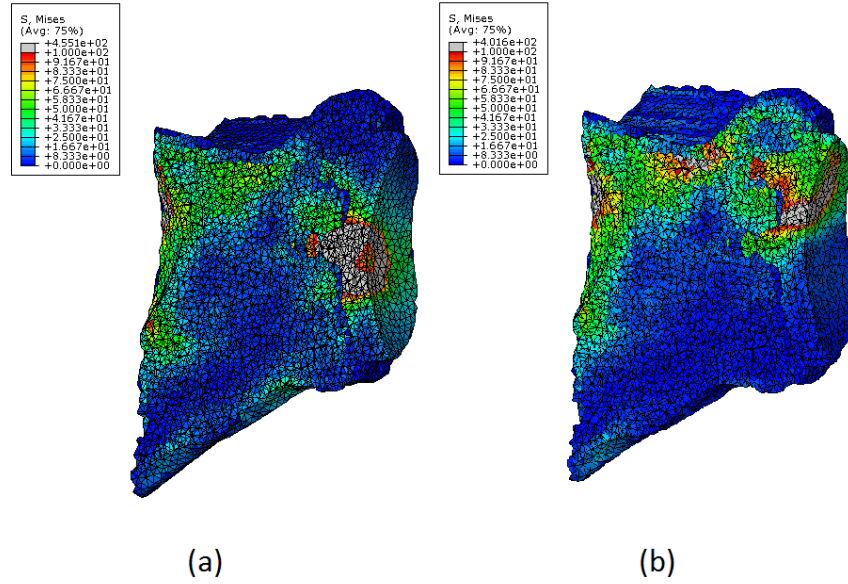 S, Mises
(Avg: 75%)
+4.551e+02
+1.000e+02
+9.167e+01
+8.333e+01
+7.500e+01
+6.667e+01
+5.833e+01
+5.000e+01
+4.167e+01
+3.333e+01
+2.500e+01
+1.667e+01
+8.333e+00
+0.000e+00
S, Mises
(Avg: 75%)
+4.016e+02
+1.000e+02
+9.167e+01
+8.333e+01
+7.500e+01
+6.667e+01
+5.833e+01
+5.000e+01
+4.167e+01
+3.333e+01
+2.500e+01
+1.667e+01
+8.333e+00
+0.000e+00
(a)
(b)